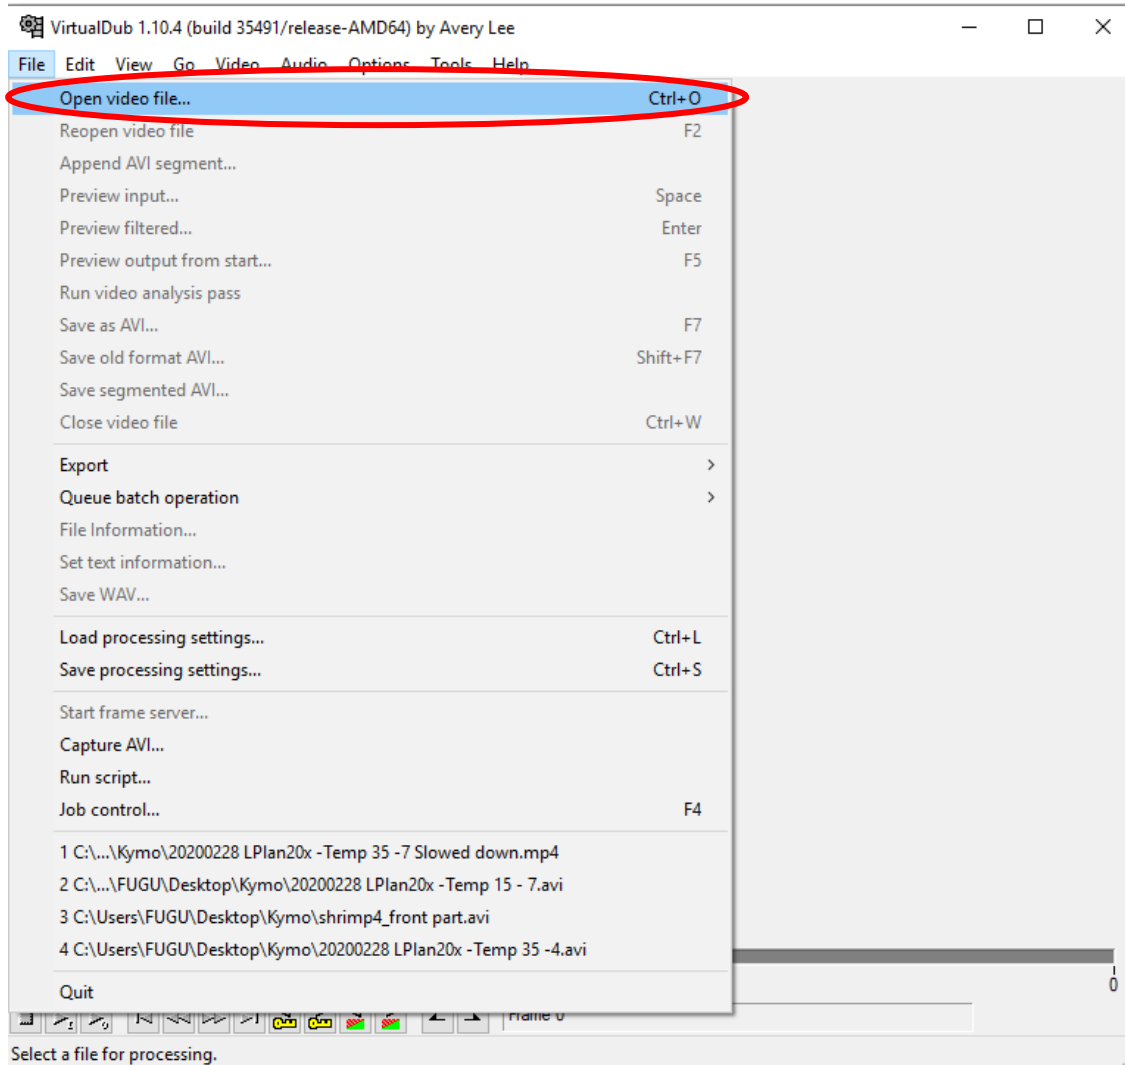 VirtualDub 1.10.4 (build 35491/release-AMD64) by Avery Lee
File Edit View Go Video Audio Options Tools Help
Open video file... Ctrl+O
Reopen video file F2
Append AVI segment...
Preview input... Space
Preview filtered... Enter
Preview output from start... F5
Run video analysis pass
Save as AVI... F7
Save old format AVI... Shift+F7
Save segmented AVI...
Close video file Ctrl+W
Export >
Queue batch operation >
File Information...
Set text information...
Save WAV...
Load processing settings... Ctrl+L
Save processing settings... Ctrl+S
Start frame server...
Capture AVI...
Run script...
Job control... F4
1 C:\...\Kymo\20200228 LPlan20x -Temp 35 -7 Slowed down.mp4
2 C:\...\FUGU\Desktop\Kymo\20200228 LPlan20x -Temp 15 - 7.avi
3 C:\Users\FUGU\Desktop\Kymo\shrimp4_front part.avi
4 C:\Users\FUGU\Desktop\Kymo\20200228 LPlan20x -Temp 35 -4.avi
0
Quit
Frame 0
Select a file for processing.